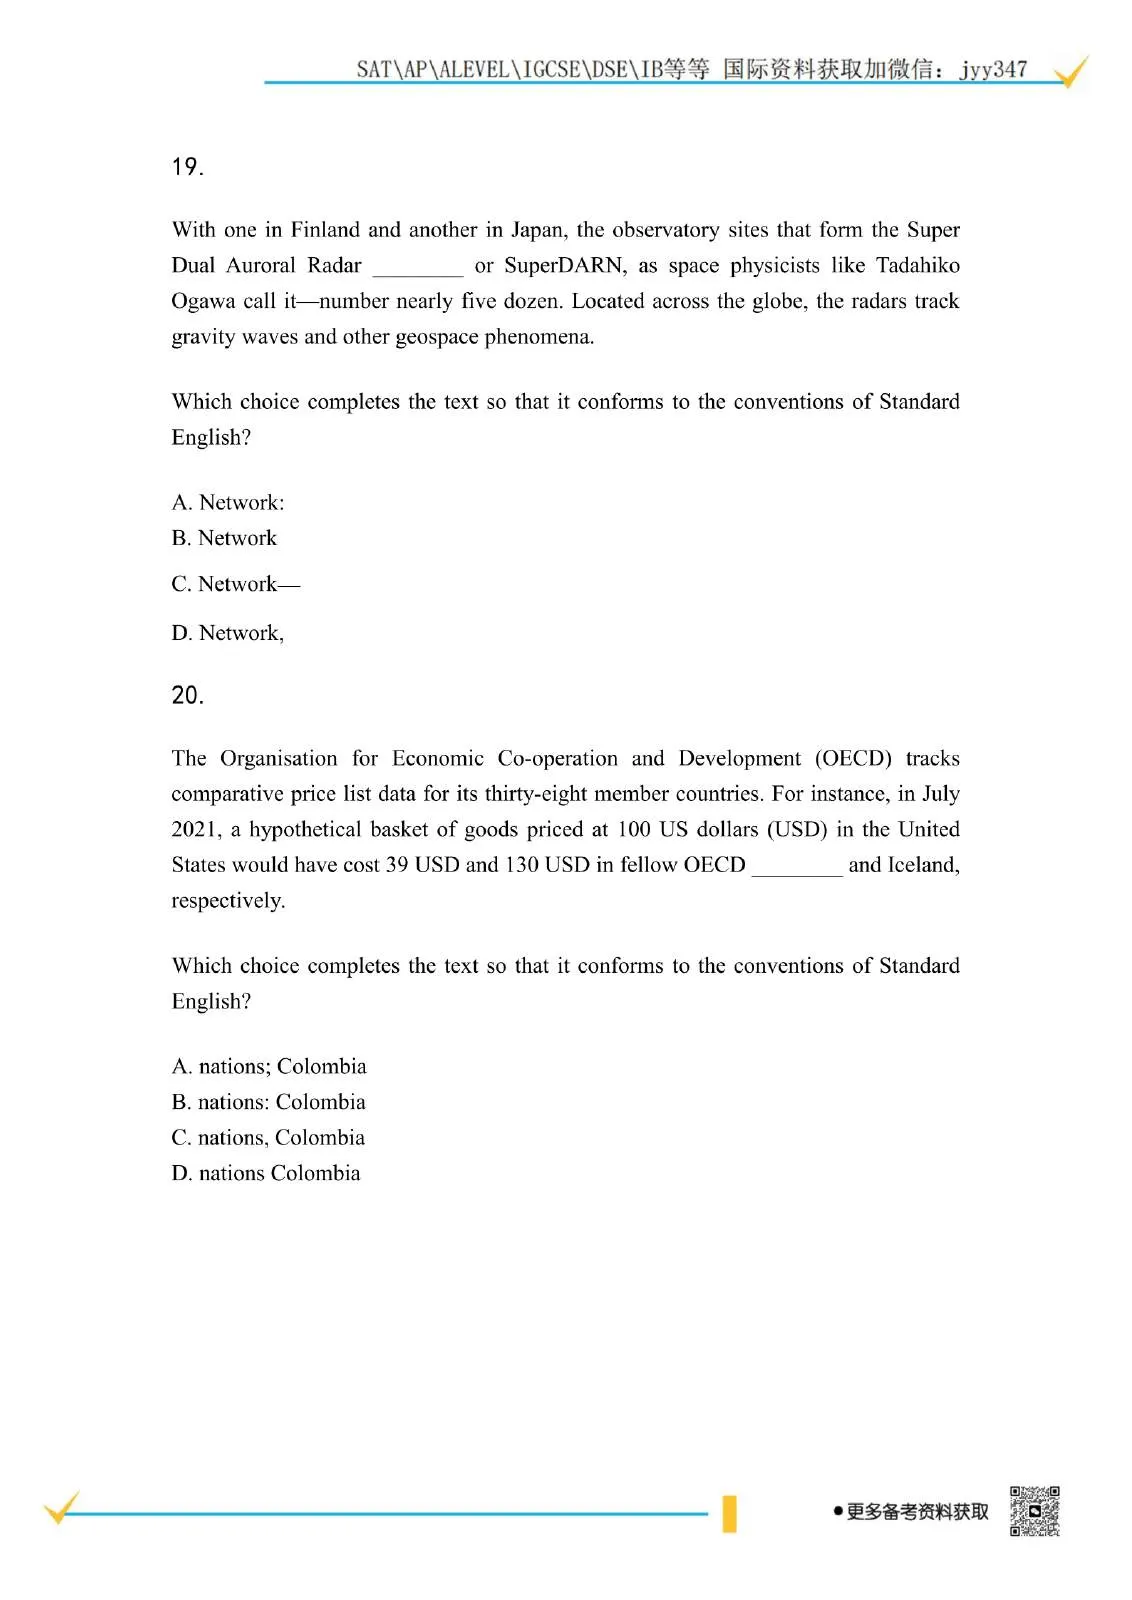 SAT\AP\ALEVEL\IGCSE\DSE\IB等等 国际资料获取加微信：jyy347
19.
With one in Finland and another in Japan, the observatory sites that form the Super
Dual Auroral Radar ________ or SuperDARN, as space physicists like Tadahiko
Ogawa call it—number nearly five dozen. Located across the globe, the radars track
gravity waves and other geospace phenomena.
Which choice completes the text so that it conforms to the conventions of Standard
English?
A. Network:
B. Network
C. Network—
D. Network,
20.
The Organisation for Economic Co-operation and Development (OECD) tracks
comparative price list data for its thirty-eight member countries. For instance, in July
2021, a hypothetical basket of goods priced at 100 US dollars (USD) in the United
States would have cost 39 USD and 130 USD in fellow OECD ________ and Iceland,
respectively.
Which choice completes the text so that it conforms to the conventions of Standard
English?
A. nations; Colombia
B. nations: Colombia
C. nations, Colombia
D. nations Colombia
●更多备考资料获取